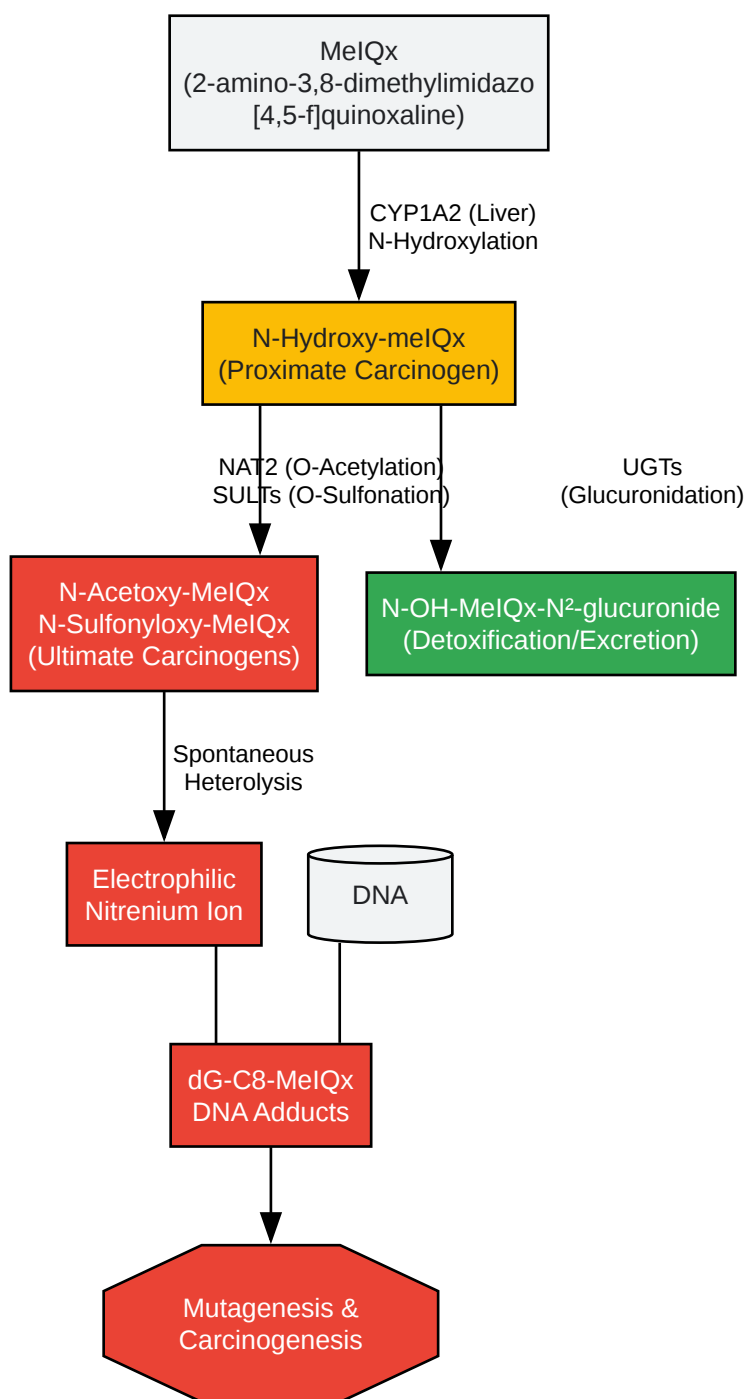 MeIQx
(2-amino-3,8-dimethylimidazo
[4,5-f]quinoxaline)
CYP1A2 (Liver)
N-Hydroxylation
N-Hydroxy-meIQx
(Proximate Carcinogen)
NAT2 (O-Acetylation)
SULTs (O-Sulfonation)
UGTs
(Glucuronidation)
N-Acetoxy-MeIQx
N-Sulfonyloxy-MeIQx
(Ultimate Carcinogens)
N-OH-MeIQx-N²-glucuronide
(Detoxification/Excretion)
Spontaneous
Heterolysis
Electrophilic
Nitrenium Ion
DNA
dG-C8-MeIQx
DNA Adducts
Mutagenesis &
Carcinogenesis